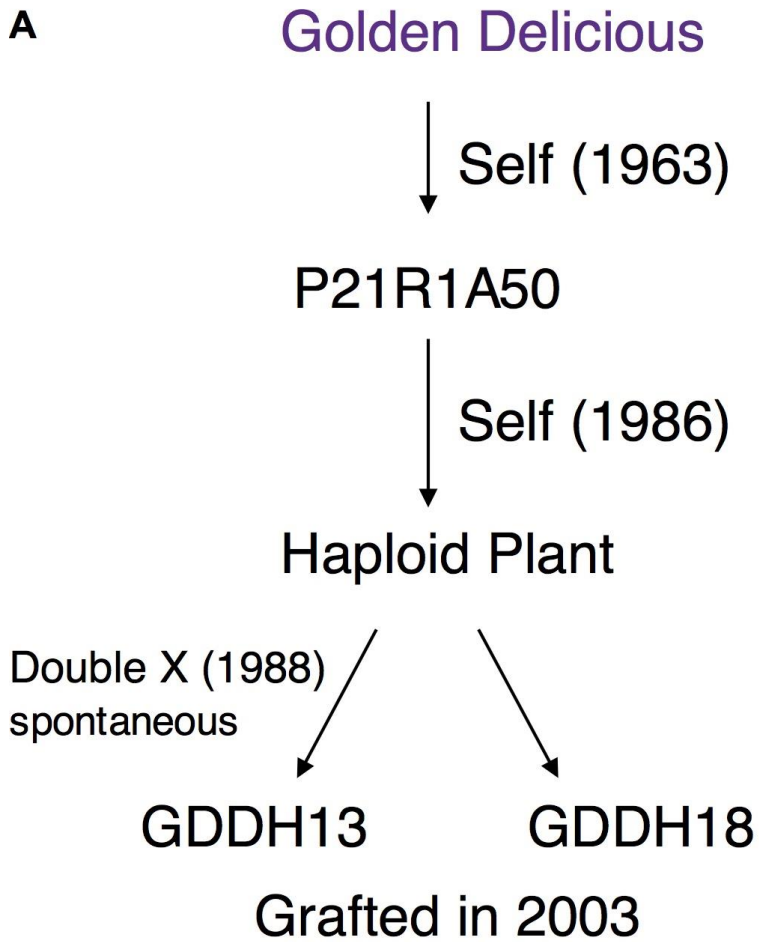 A
Golden Delicious
Self (1963)
P21R1A50
Self (1986)
Haploid Plant
Double X (1988)
spontaneous
GDDH13
GDDH18
Grafted in 2003